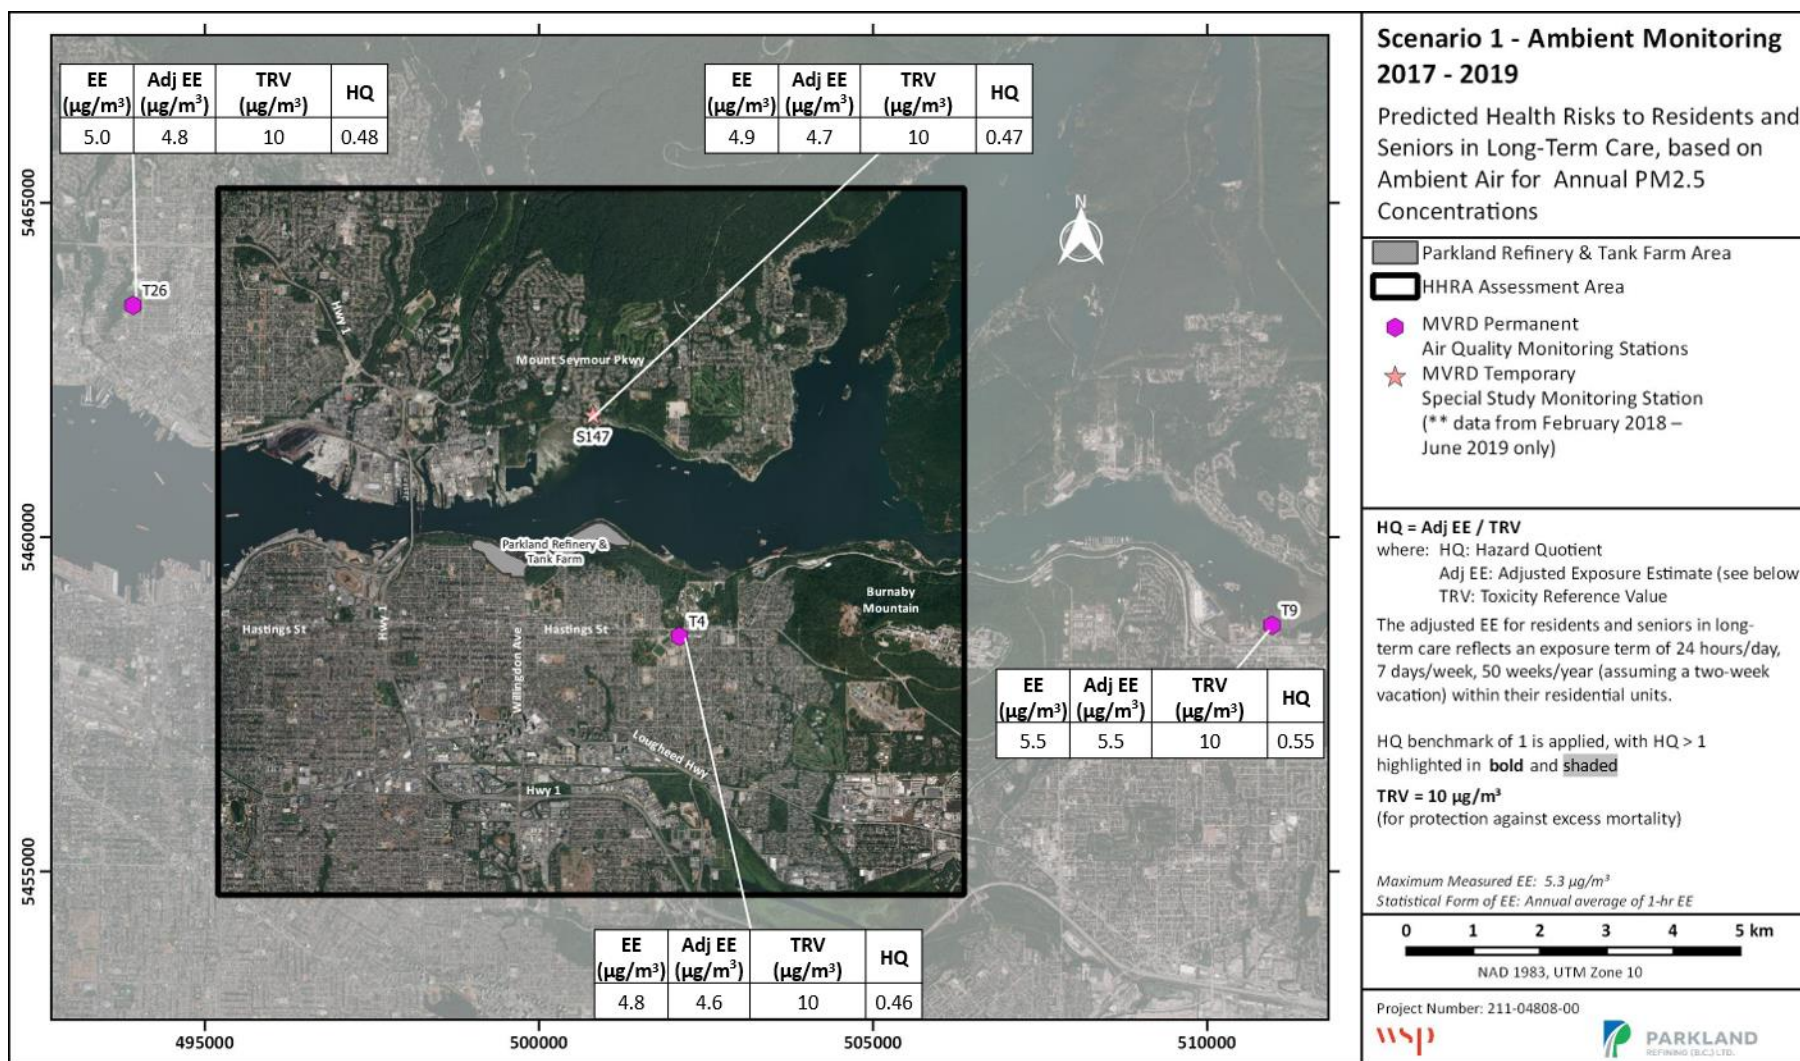 Scenario 1 - Ambient Monitoring
2017 - 2019
Predicted Health Risks to Residents and
Seniors in Long-Term Care, based on
Ambient Air for Annual PM2.5
Concentrations
Parkland Refinery & Tank Farm Area
HHRA Assessment Area
MVRD Permanent
Air Quality Monitoring Stations
MVRD Temporary
Special Study Monitoring Station
(** data from February 2018 –
June 2019 only)
HQ = Adj EE / TRV
where: HQ: Hazard Quotient
Adj EE: Adjusted Exposure Estimate (see below
TRV: Toxicity Reference Value
The adjusted EE for residents and seniors in long-
term care reflects an exposure term of 24 hours/day,
7 days/week, 50 weeks/year (assuming a two-week
vacation) within their residential units.
HQ benchmark of 1 is applied, with HQ > 1
highlighted in bold and shaded
TRV = 10 µg/m³
(for protection against excess mortality)
Maximum Measured EE: 5.3 µg/m³
Statistical Form of EE: Annual average of 1-hr EE
0 1 2 3 4 5 km
NAD 1983, UTM Zone 10
Project Number: 211-04808-00
wsp
PARKLAND
REFINING (B.C.) LTD.
EE (µg/m³) Adj EE (µg/m³) TRV (µg/m³) HQ
5.0 4.8 10 0.48
EE (µg/m³) Adj EE (µg/m³) TRV (µg/m³) HQ
4.9 4.7 10 0.47
N
T26
Hwy 1
Mount Seymour Pkwy
S147
Parkland Refinery &
Tank Farm
Burnaby
Mountain
T9
T4
Hastings St
Hwy 1
Hastings St
Willingdon Ave
EE (µg/m³) Adj EE (µg/m³) TRV (µg/m³) HQ
5.5 5.5 10 0.55
Lougheed Hwy
Hwy 1
EE (µg/m³) Adj EE (µg/m³) TRV (µg/m³) HQ
4.8 4.6 10 0.46
5465000
5460000
5455000
495000 500000 505000 510000